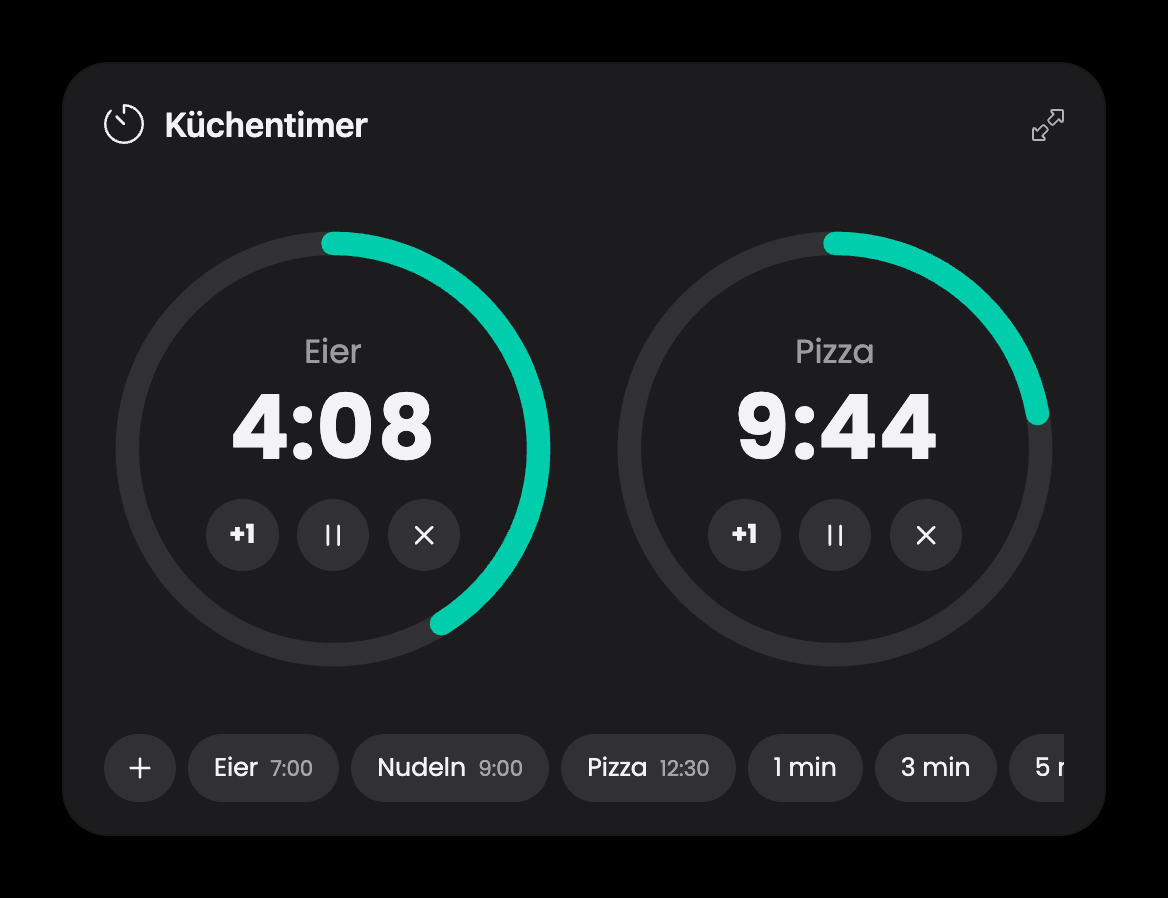 Küchentimer
Eier
4:08
+1
Pizza
9:44
+1
Eier 7:00
Nudeln 9:00
Pizza 12:30
1 min
3 min
5